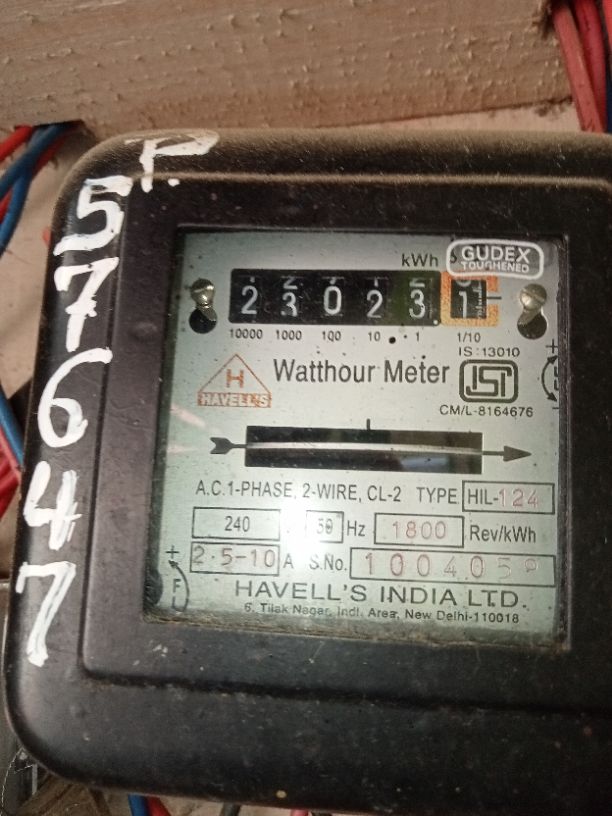 P.
57647
GUDEX
TOUGHENED
kWh
23023 1
10000 1000 100 10 1 1/10
IS:13010
H
HAVELL'S
Watthour Meter
ISI
CM/L-8164676
A.C.1-PHASE, 2-WIRE, CL-2 TYPE HIL-124
240 50 Hz 1800 Rev/kWh
2.5-10 A S.No.
F
HAVELL'S INDIA LTD.
6, Tilak Nagar, Indl. Area, New Delhi-110018